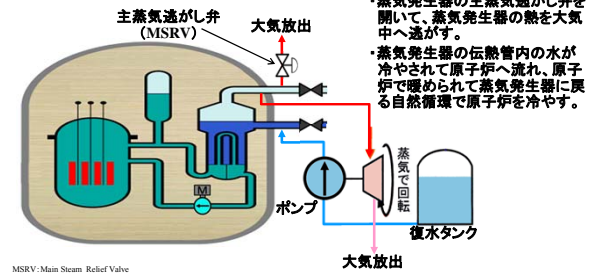 主蒸気逃がし弁
(MSRV)
大気放出
・蒸気発生器の主蒸気逃がし弁を
開いて、蒸気発生器の熱を大気
中へ逃がす。
・蒸気発生器の伝熱管内の水が
冷やされて原子炉へ流れ、原子
炉で暖められて蒸気発生器に戻
る自然循環で原子炉を冷やす。
M
蒸気で回転
ポンプ
復水タンク
大気放出
MSRV: Main Steam Relief Valve